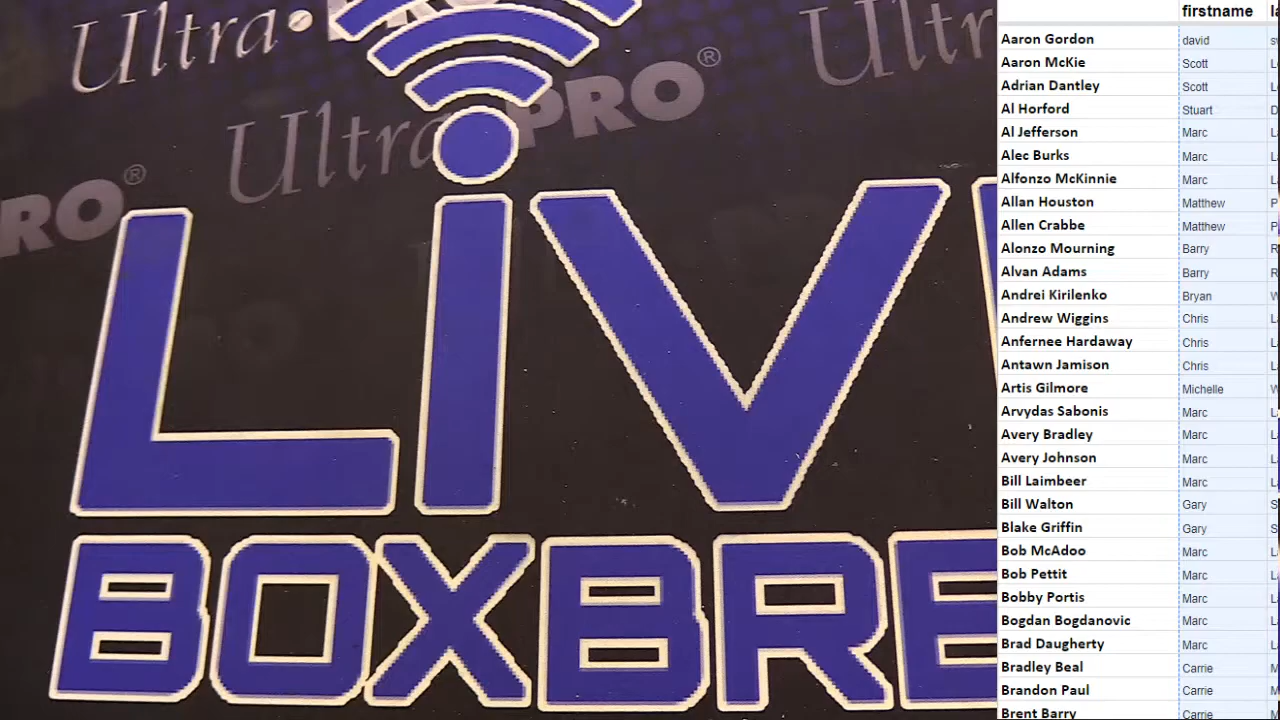 Ultra•PRO
Ultra PRO®
Ultra
RO®
LiV
BOXBRE
firstname
Aaron Gordon david
Aaron McKie Scott
Adrian Dantley Scott
Al Horford Stuart
Al Jefferson Marc
Alec Burks Marc
Alfonzo McKinnie Marc
Allan Houston Matthew
Allen Crabbe Matthew
Alonzo Mourning Barry
Alvan Adams Barry
Andrei Kirilenko Bryan
Andrew Wiggins Chris
Anfernee Hardaway Chris
Antawn Jamison Chris
Artis Gilmore Michelle
Arvydas Sabonis Marc
Avery Bradley Marc
Avery Johnson Marc
Bill Laimbeer Marc
Bill Walton Gary
Blake Griffin Gary
Bob McAdoo Marc
Bob Pettit Marc
Bobby Portis Marc
Bogdan Bogdanovic Marc
Brad Daugherty Marc
Bradley Beal Carrie
Brandon Paul Carrie
Brent Barry Carrie